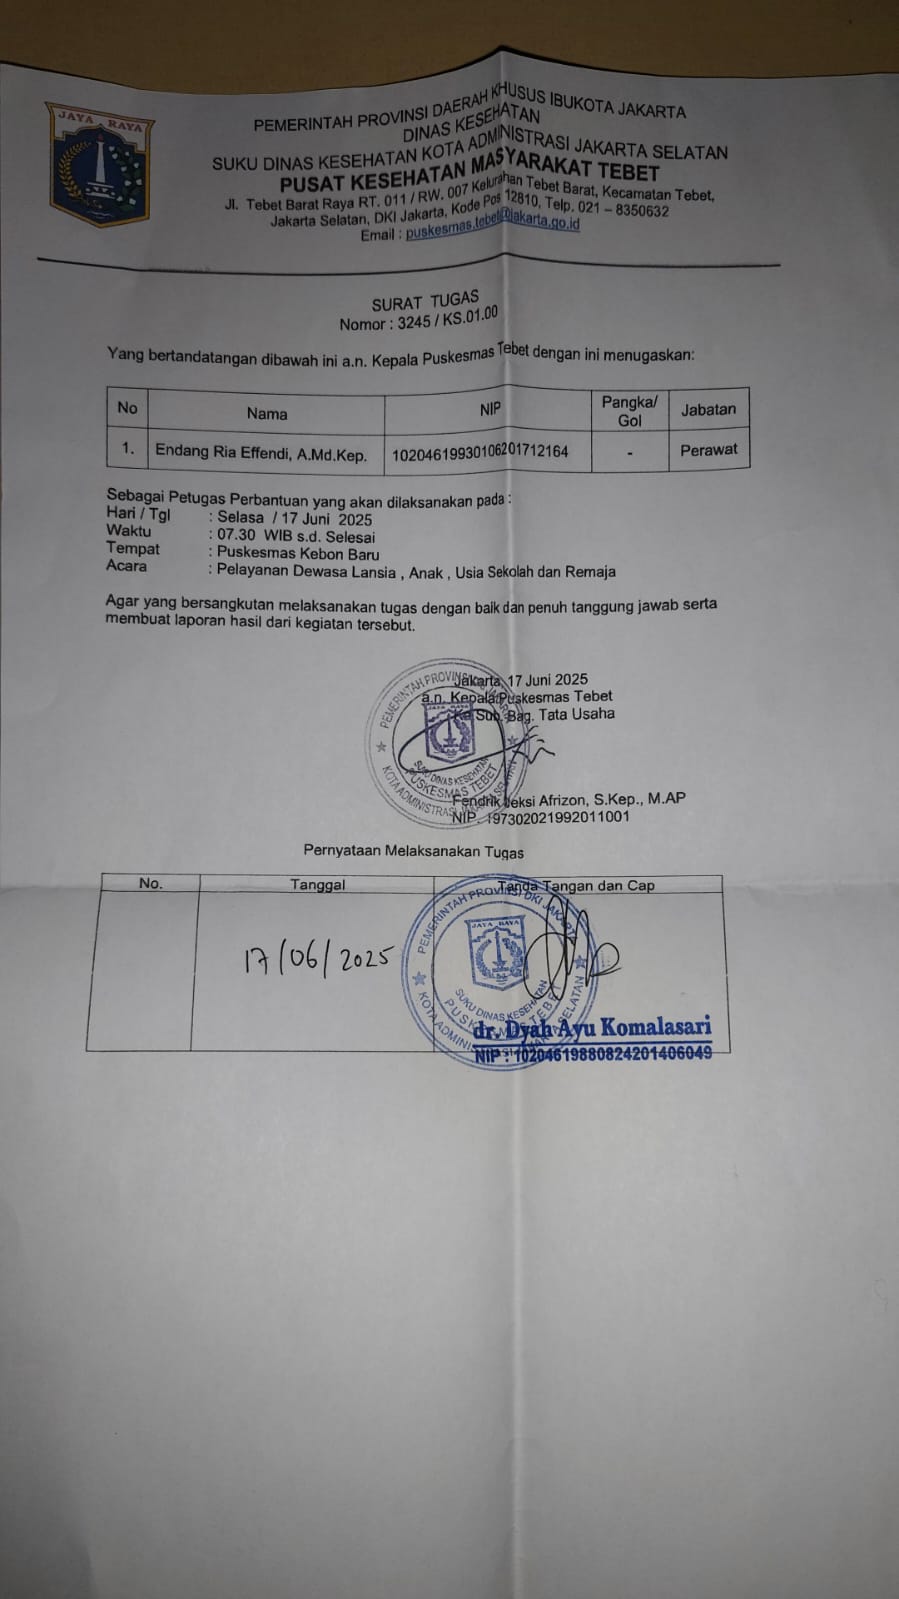 JAYA RAYA
PEMERINTAH PROVINSI DAERAH KHUSUS IBUKOTA JAKARTA
DINAS KESEHATAN
SUKU DINAS KESEHATAN KOTA ADMINISTRASI JAKARTA SELATAN
PUSAT KESEHATAN MASYARAKAT TEBET
Jl. Tebet Barat Raya RT. 011 / RW. 007 Kelurahan Tebet Barat, Kecamatan Tebet,
Jakarta Selatan, DKI Jakarta, Kode Pos 12810, Telp. 021 – 8350632
Email : puskesmas.tebet@jakarta.go.id
SURAT TUGAS
Nomor : 3245 / KS.01.00
Yang bertandatangan dibawah ini a.n. Kepala Puskesmas Tebet dengan ini menugaskan:
No Nama NIP Pangka/ Gol Jabatan
1. Endang Ria Effendi, A.Md.Kep. 10204619930106201712164 - Perawat
Sebagai Petugas Perbantuan yang akan dilaksanakan pada :
Hari / Tgl : Selasa / 17 Juni 2025
Waktu : 07.30 WIB s.d. Selesai
Tempat : Puskesmas Kebon Baru
Acara : Pelayanan Dewasa Lansia , Anak , Usia Sekolah dan Remaja
Agar yang bersangkutan melaksanakan tugas dengan baik dan penuh tanggung jawab serta
membuat laporan hasil dari kegiatan tersebut.
Jakarta, 17 Juni 2025
a.n. Kepala Puskesmas Tebet
Ka Sub. Bag. Tata Usaha
PEMERINTAH PROVINSI
SUKU DINAS KESEHATAN
PUSKESMAS TEBET
KOTA ADMINISTRASI JAKARTA SELATAN
Fendrik Jeksi Afrizon, S.Kep., M.AP
NIP. 197302021992011001
Pernyataan Melaksanakan Tugas
No. Tanggal Tanda Tangan dan Cap
17/06/2025
PEMERINTAH PROVINSI DKI JAKARTA
JAYA RAYA
SUKU DINAS KESEHATAN
PUSKESMAS TEBET
KOTA ADMINISTRASI JAKARTA SELATAN
dr. Dyah Ayu Komalasari
NIP : 10204619880824201406049